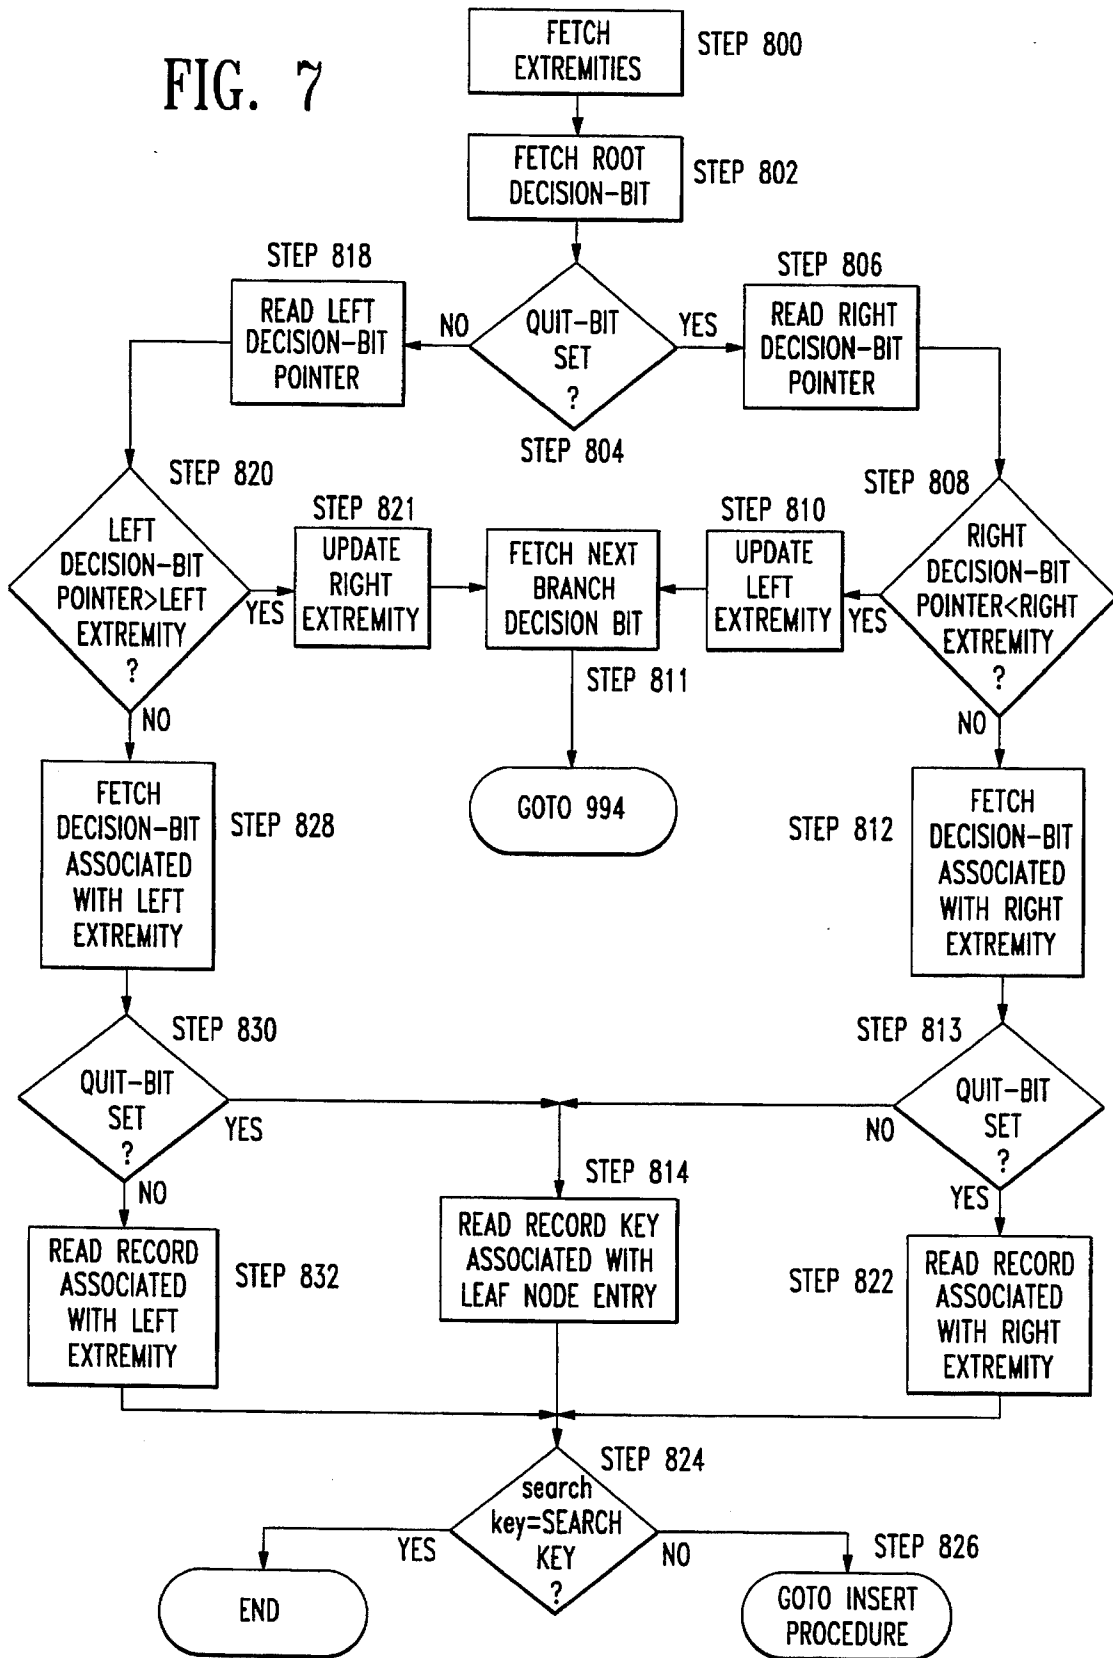 FIG. 7
FETCH
EXTREMITIES
STEP 800
FETCH ROOT
DECISION-BIT
STEP 802
STEP 818
READ LEFT
DECISION-BIT
POINTER
NO
QUIT-BIT
SET
?
YES
STEP 804
STEP 806
READ RIGHT
DECISION-BIT
POINTER
STEP 820
LEFT
DECISION-BIT
POINTER>LEFT
EXTREMITY
?
YES
NO
STEP 821
UPDATE
RIGHT
EXTREMITY
FETCH NEXT
BRANCH
DECISION BIT
STEP 811
STEP 810
UPDATE
LEFT
EXTREMITY
STEP 808
RIGHT
DECISION-BIT
POINTER<RIGHT
EXTREMITY
?
YES
NO
GOTO 994
FETCH
DECISION-BIT
ASSOCIATED
WITH LEFT
EXTREMITY
STEP 828
STEP 812
FETCH
DECISION-BIT
ASSOCIATED
WITH RIGHT
EXTREMITY
STEP 830
QUIT-BIT
SET
?
YES
NO
STEP 813
QUIT-BIT
SET
?
NO
YES
STEP 814
READ RECORD KEY
ASSOCIATED WITH
LEAF NODE ENTRY
READ RECORD
ASSOCIATED
WITH LEFT
EXTREMITY
STEP 832
STEP 822
READ RECORD
ASSOCIATED
WITH RIGHT
EXTREMITY
STEP 824
search
key=SEARCH
KEY
?
YES
NO
END
STEP 826
GOTO INSERT
PROCEDURE